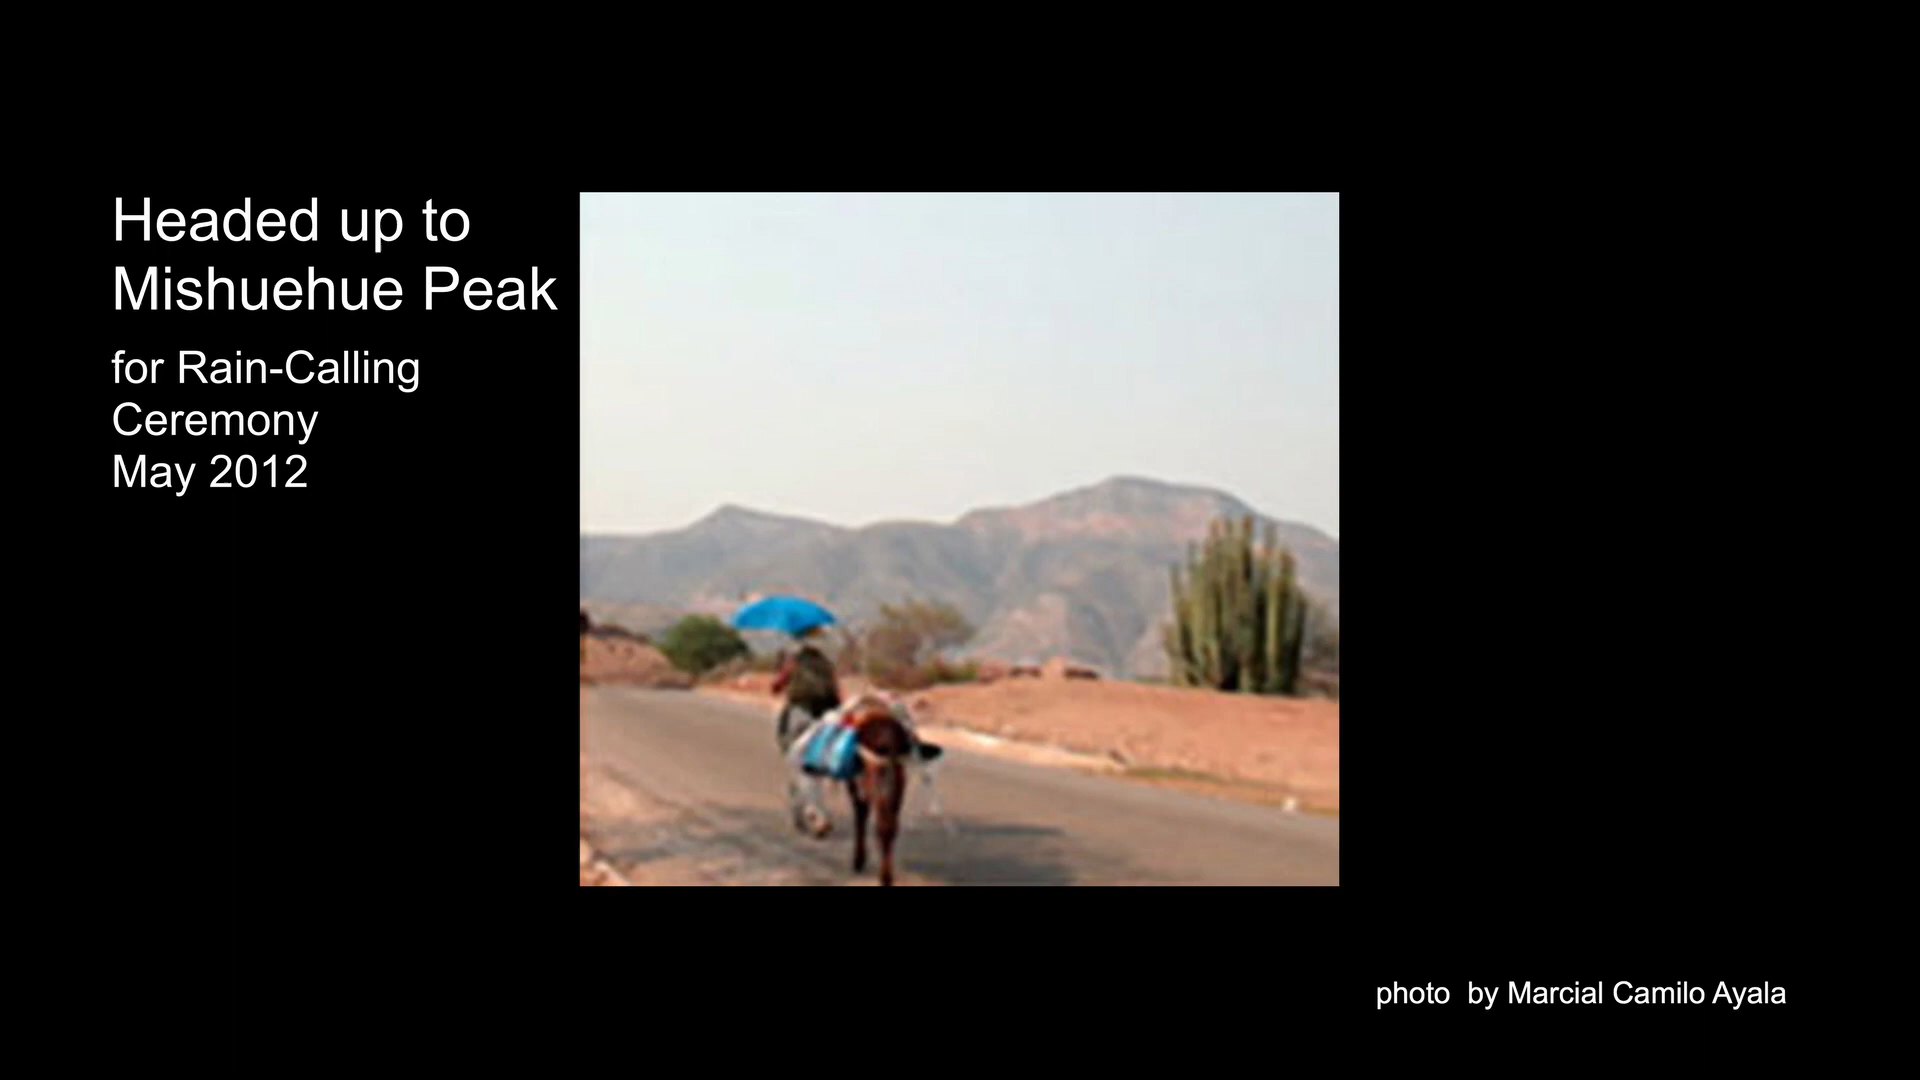 Headed up to
Mishuehue Peak
for Rain-Calling
Ceremony
May 2012
photo  by Marcial Camilo Ayala